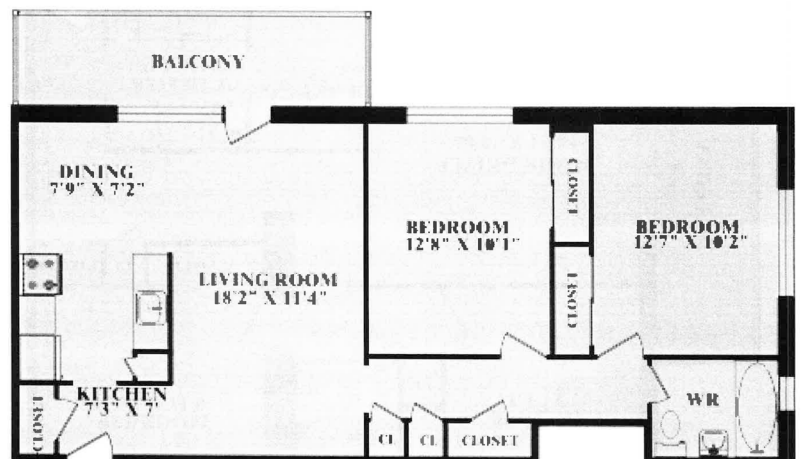 BALCONY
DINING
7'9" X 7'2"
LIVING ROOM
18'2" X 11'4"
KITCHEN
7'3" X 7'
CLOSET
BEDROOM
12'8" X 10'1"
CLOSET
CLOSET
BEDROOM
12'7" X 10'2"
CL
CL
CLOSET
WR